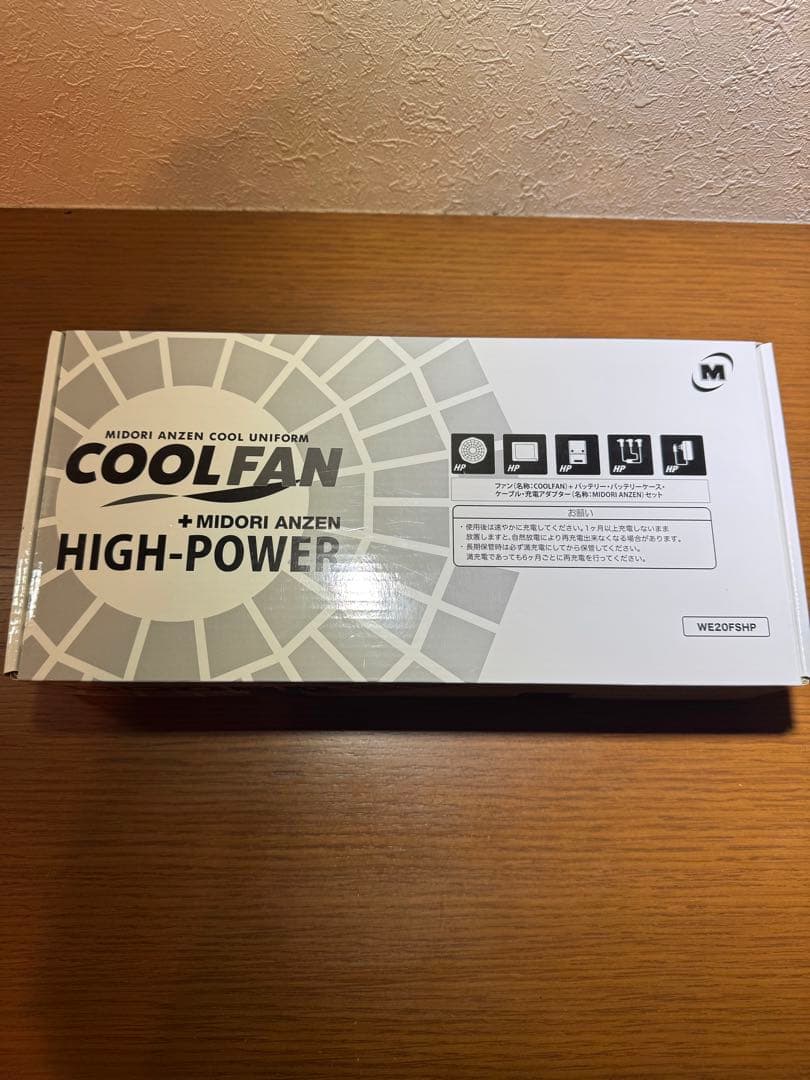 MIDORI ANZEN COOL UNIFORM
COOLFAN
+MIDORI ANZEN
HIGH-POWER
M
HP
HP
HP
HP
HP
ファン(名称:COOLFAN)+バッテリー・バッテリーケース・
ケーブル・充電アダプター(名称:MIDORI ANZEN)セット
お願い
・使用後は速やかに充電してください。1ヶ月以上充電しないまま
放置しますと、自然放電により再充電出来なくなる場合があります。
・長期保管時は必ず満充電にしてから保管してください。
満充電であっても6ヶ月ごとに再充電を行ってください。
WE20FSHP